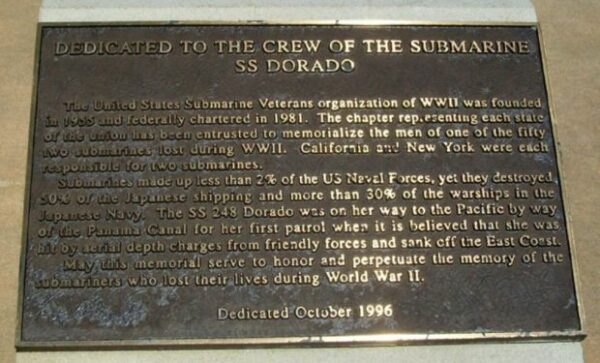 DEDICATED TO THE CREW OF THE SUBMARINE
SS DORADO
The United States Submarine Veterans organization of WWII was founded
in 1955 and federally chartered in 1981. The chapter representing each state
of the union has been entrusted to memorialize the men of one of the fifty
two submarines lost during WWII. California and New York were each
responsible for two submarines.
Submarines made up less than 2% of the US Naval Forces, yet they destroyed
50% of the Japanese shipping and more than 30% of the warships in the
Japanese Navy. The SS 248 Dorado was on her way to the Pacific by way
of the Panama Canal for her first patrol when it is believed that she was
hit by aerial depth charges from friendly forces and sank off the East Coast.
May this memorial serve to honor and perpetuate the memory of the
submariners who lost their lives during World War II.
Dedicated October 1996